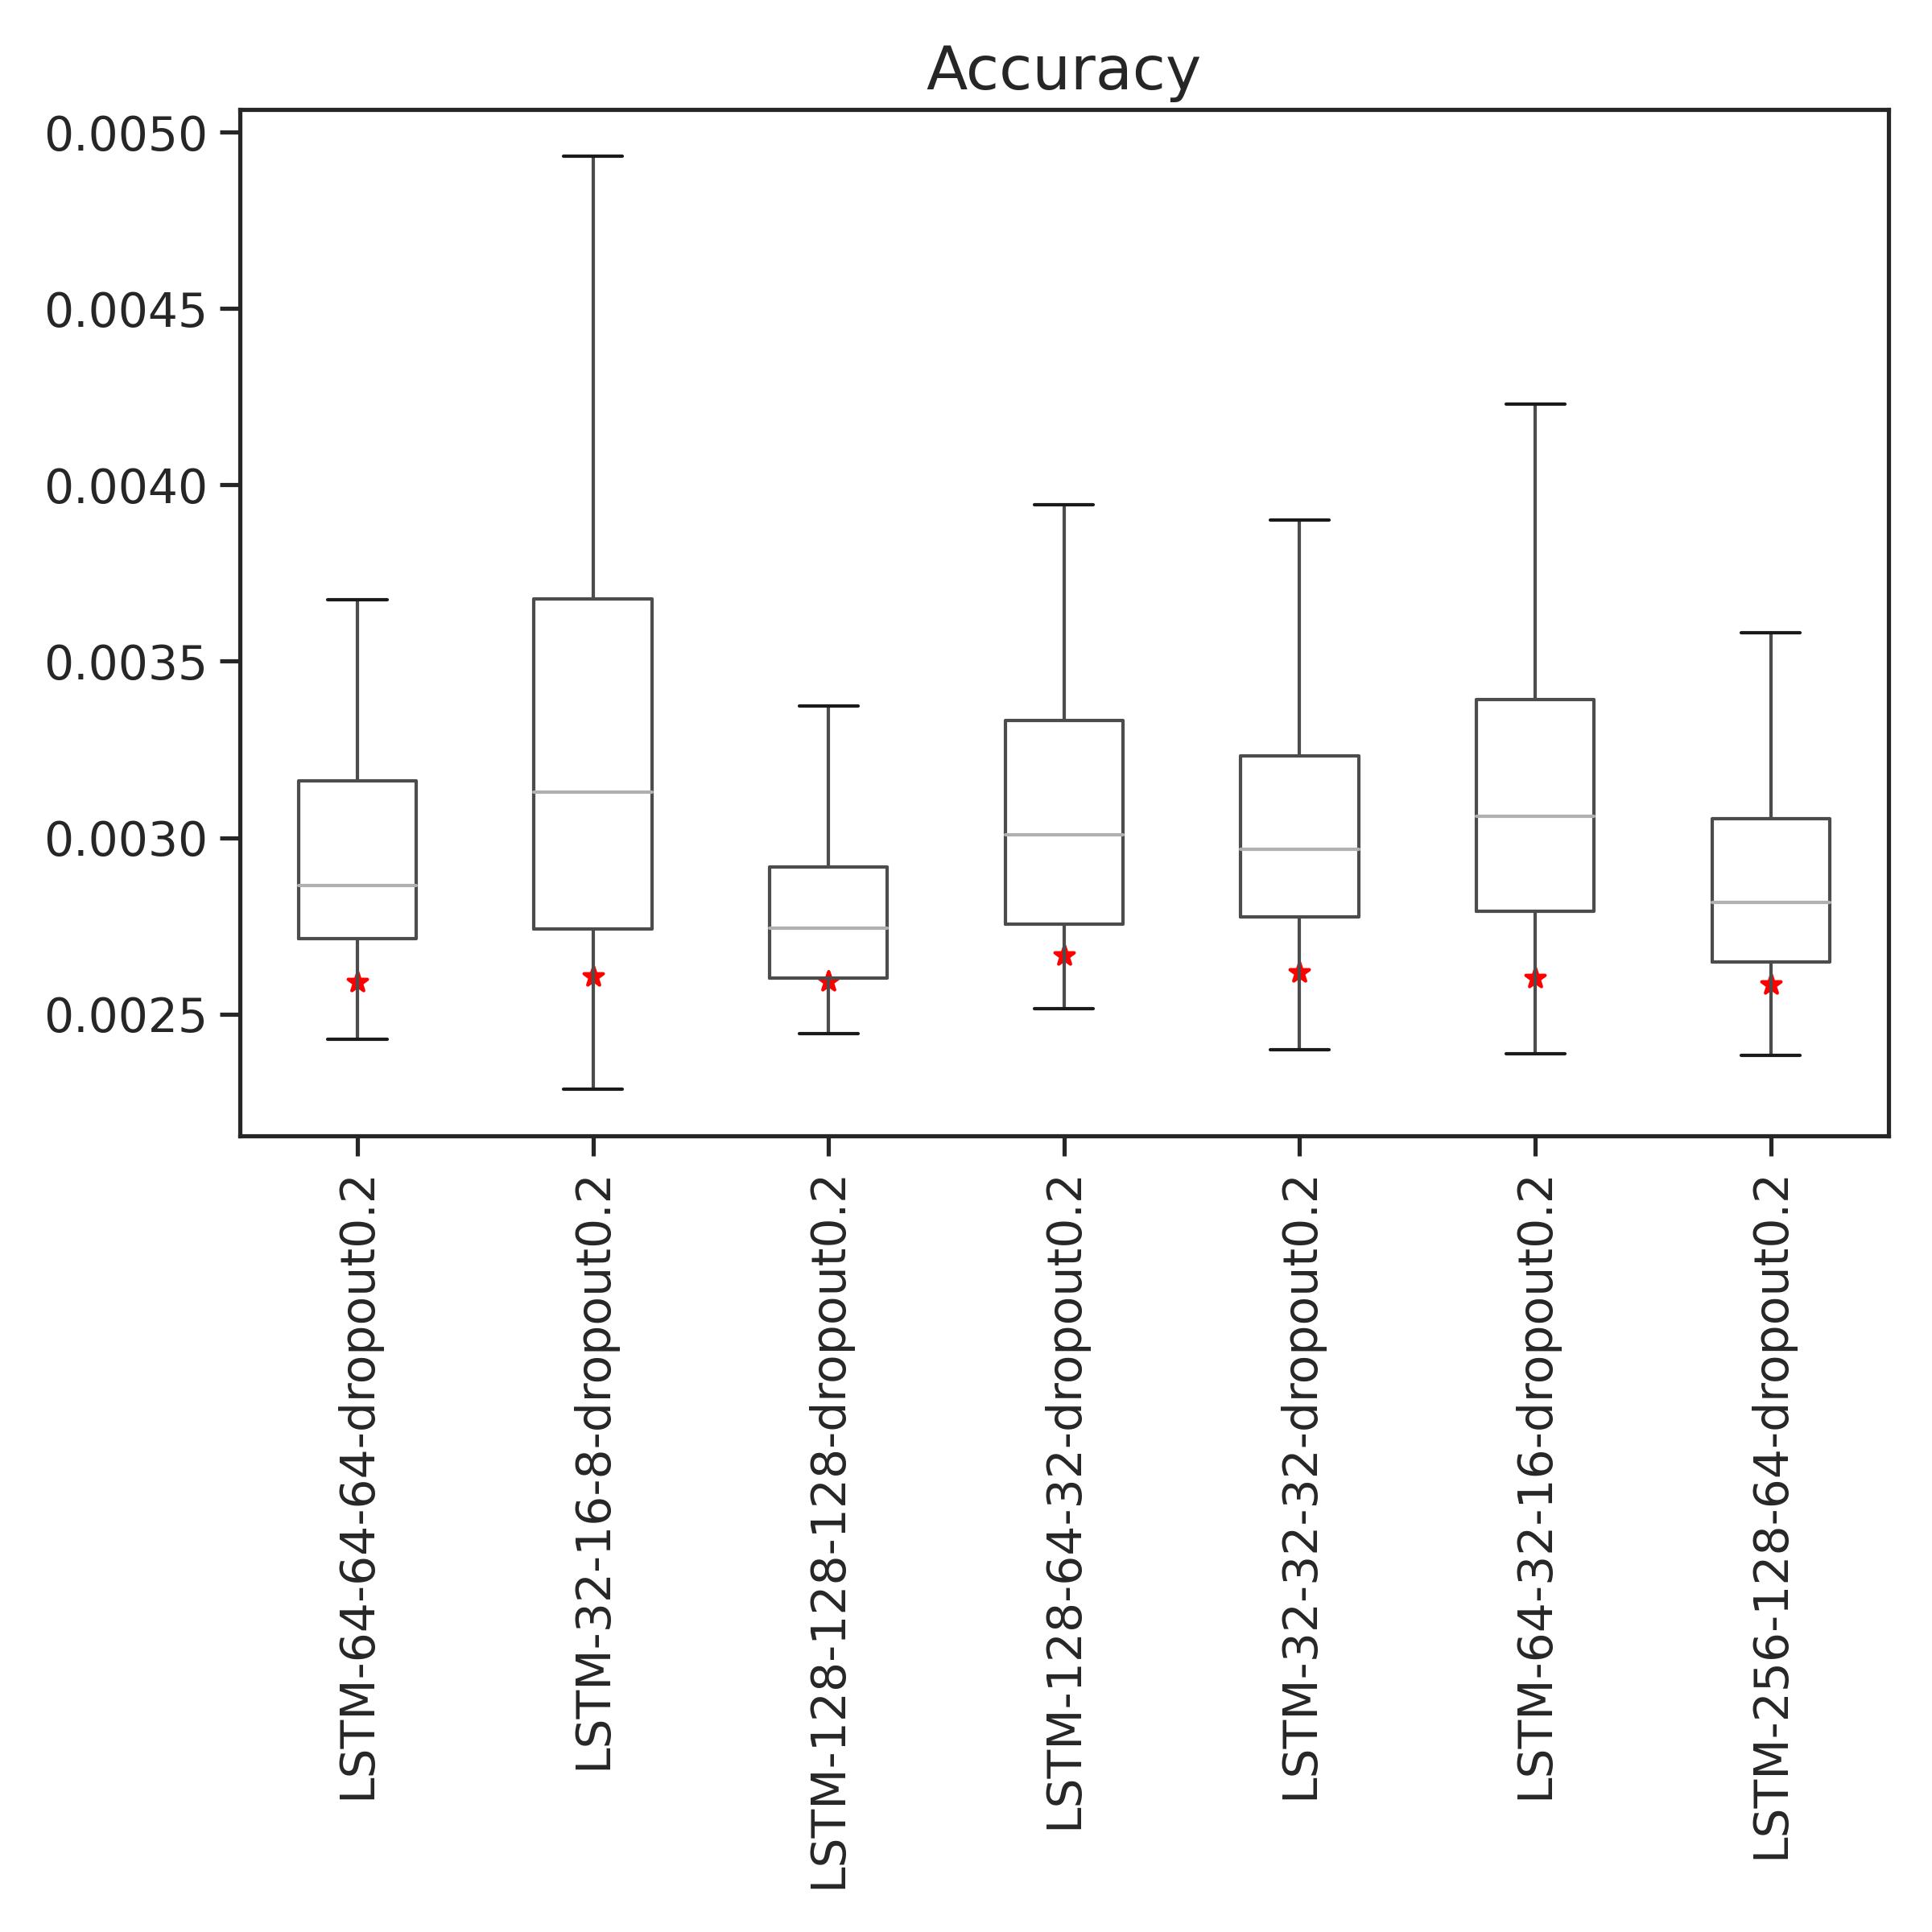 Accuracy
0.0050
0.0045
0.0040
0.0035
0.0030
0.0025
LSTM-64-64-64-dropout0.2
LSTM-32-16-8-dropout0.2
LSTM-128-128-128-dropout0.2
LSTM-128-64-32-dropout0.2
LSTM-32-32-32-dropout0.2
LSTM-64-32-16-dropout0.2
LSTM-256-128-64-dropout0.2